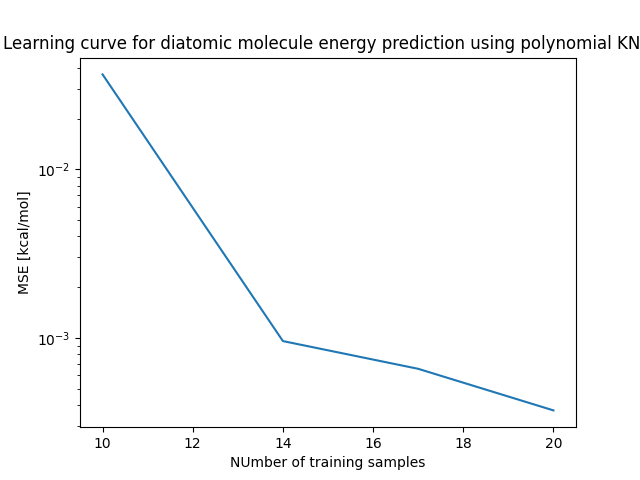 Learning curve for diatomic molecule energy prediction using polynomial KN
10⁻²
10⁻³
MSE [kcal/mol]
10 12 14 16 18 20
NUmber of training samples